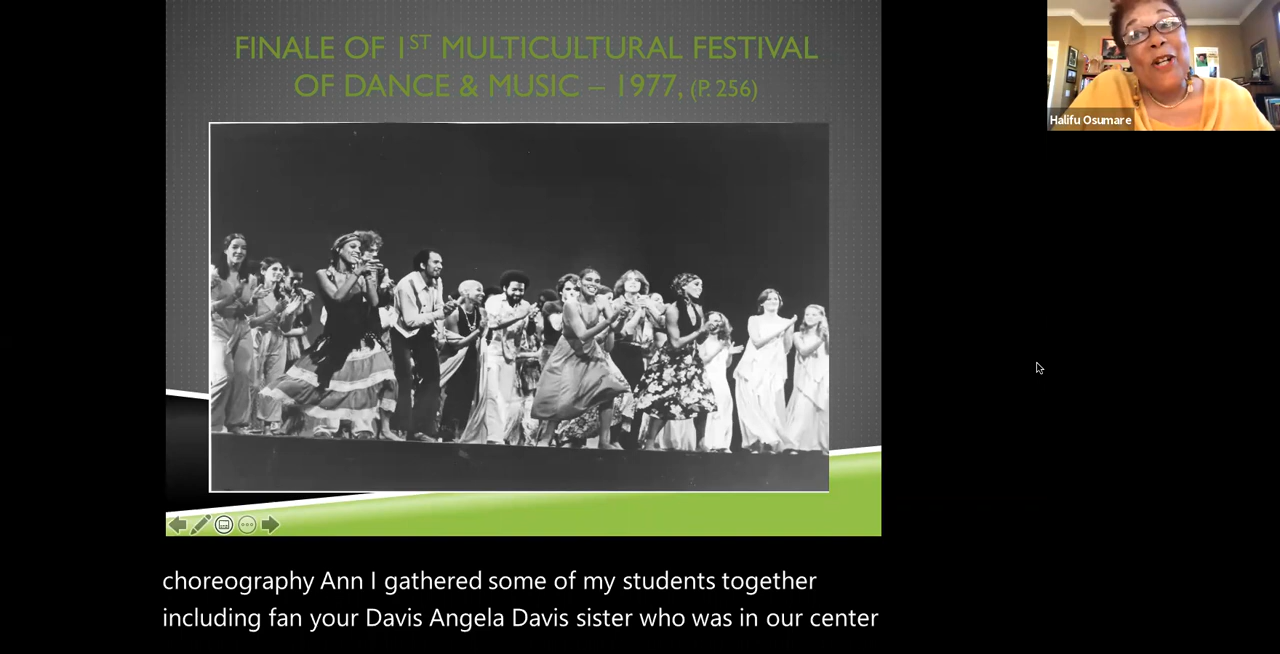 FINALE OF 1ST MULTICULTURAL FESTIVAL
OF DANCE & MUSIC – 1977, (P. 256)
Halifu Osumare
choreography Ann I gathered some of my students together
including fan your Davis Angela Davis sister who was in our center